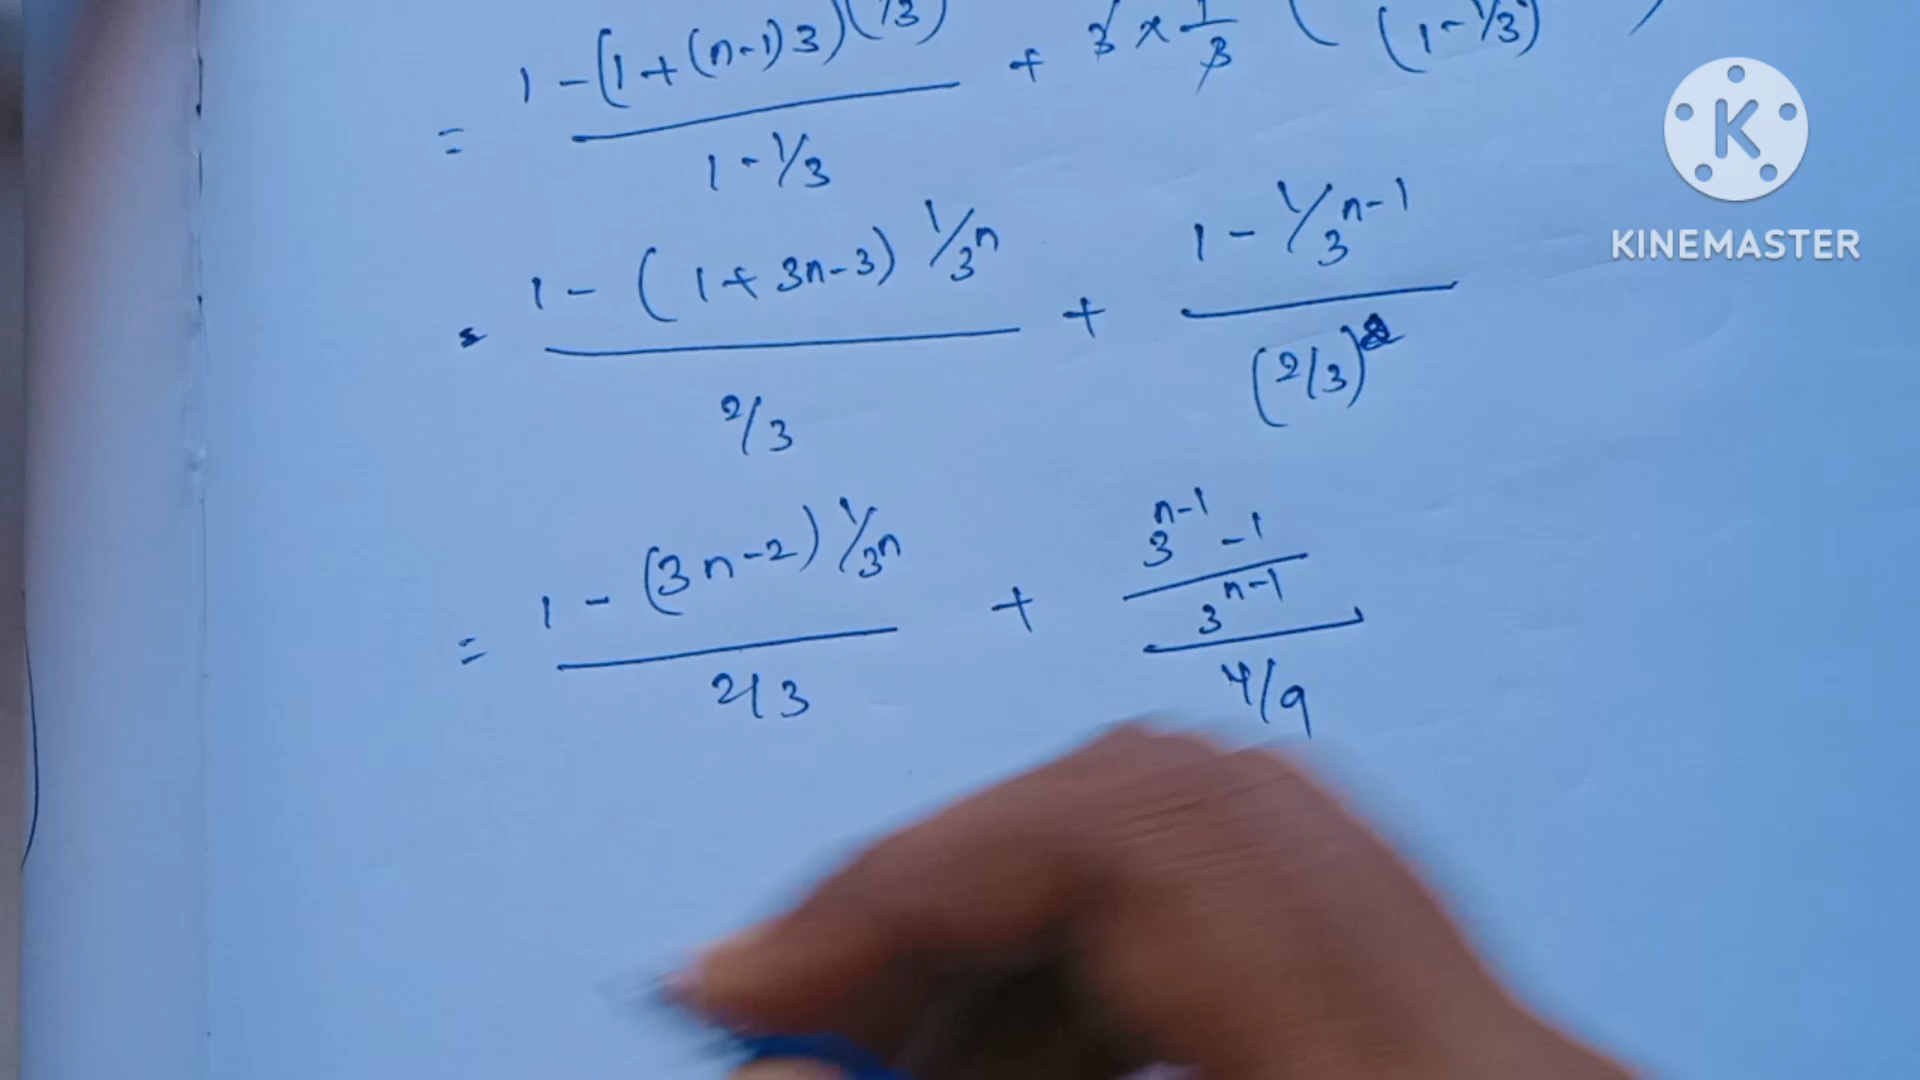 = 1 - (1 + (n-1) 3) (1/3) / 1 - 1/3 + 3 × 1/3 ( (1 - 1/3)² )
= 1 - (1 + 3n - 3) 1/3^n / 2/3 + 1 - 1/3^(n-1) / (2/3)²
= 1 - (3n - 2) 1/3^n / 2/3 + 3^(n-1) - 1 / 3^(n-1) / 4/9
KINEMASTER